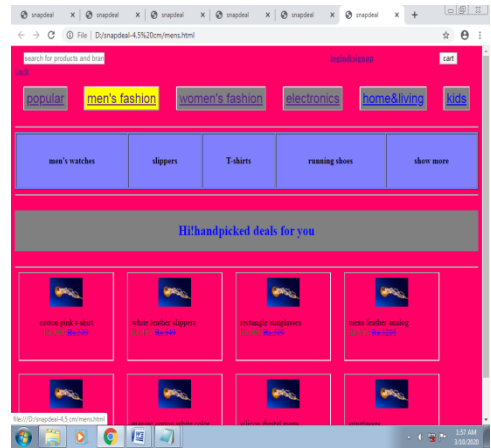 snapdeal snapdeal snapdeal snapdeal snapdeal snapdeal
File D:/snapdeal-4.5%20cm/mens.html
search for products and bran login&signup cart
back
popular men's fashion women's fashion electronics home&living kids
men's watches slippers T-shirts running shoes show more
Hi!handpicked deals for you
cotton pink t-shirt white leather slippers rectangle sunglasses mens leather analog
file:///D:/snapdeal-4.5 cm/mens.html
3:57 AM
3/10/2020